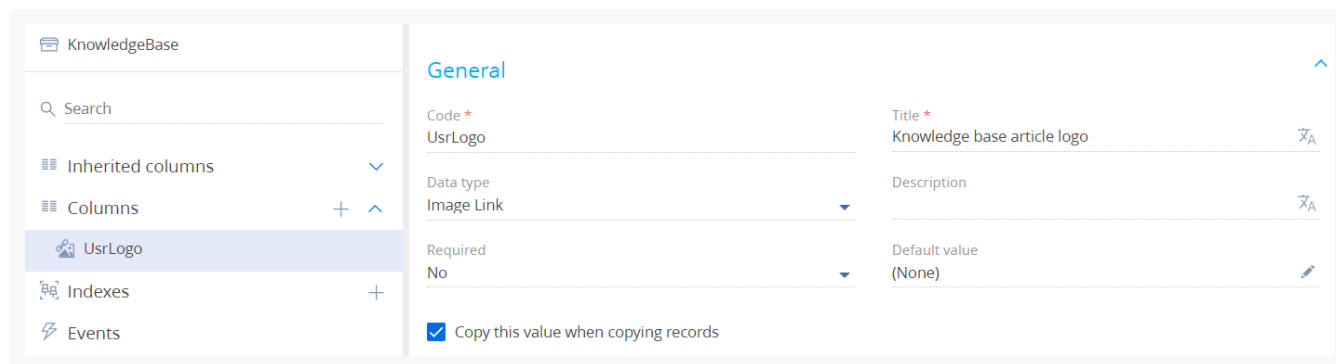 KnowledgeBase
Search
Inherited columns
Columns
UsrLogo
Indexes
Events
General
Code *
UsrLogo
Title *
Knowledge base article logo
Data type
Image Link
Description
Required
No
Default value
(None)
Copy this value when copying records